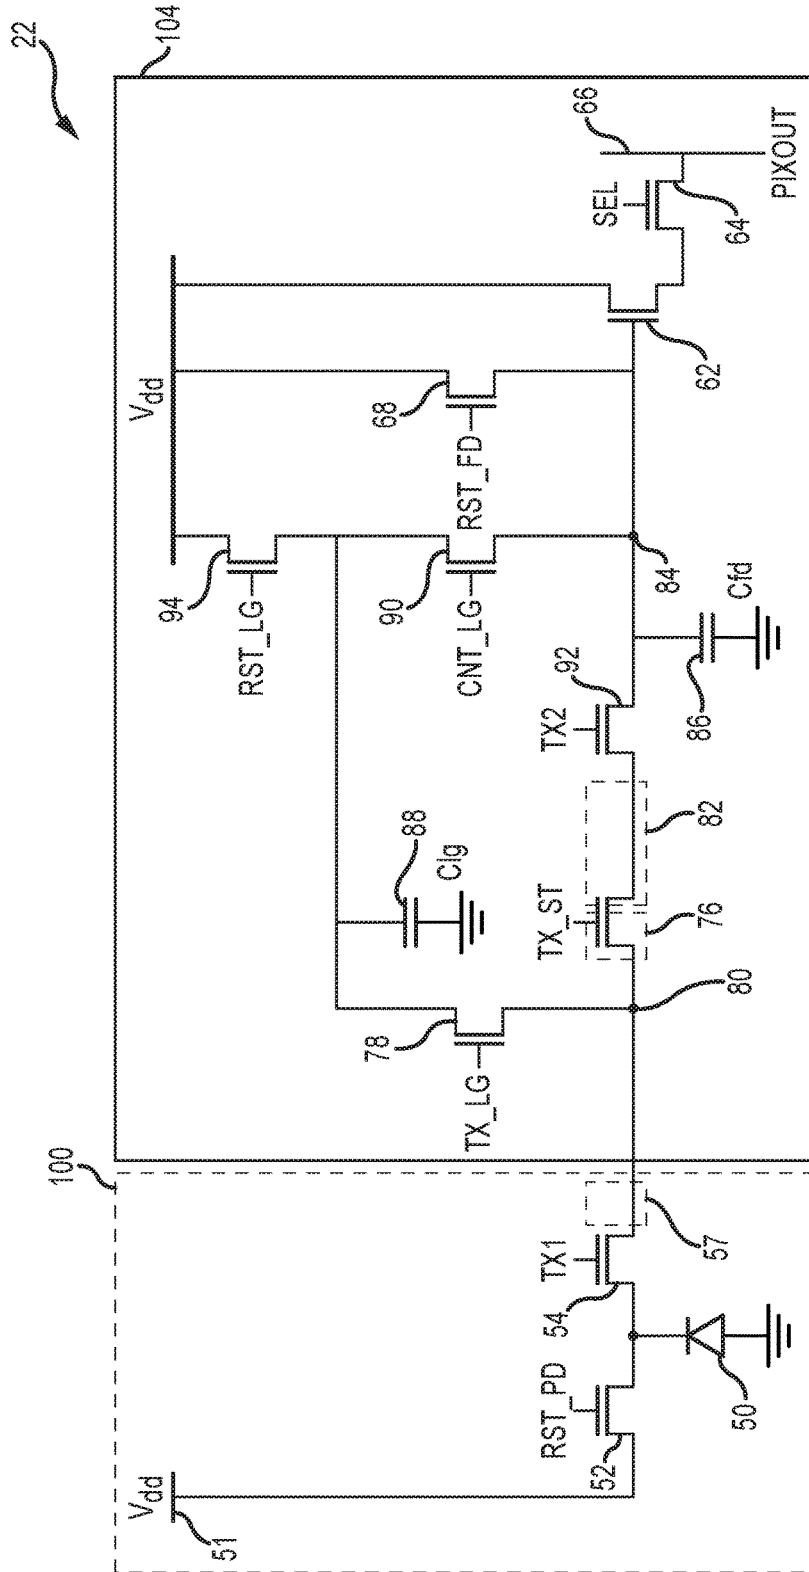 22
104
100
Vdd
51
Vdd
94
RST_LG
88
Clg
78
TX_LG
90
CNT_LG
68
RST_FD
RST_PD
52
TX1
54
57
50
80
TX_ST
76
82
TX2
92
86
Cfd
84
62
SEL
64
66
PIXOUT